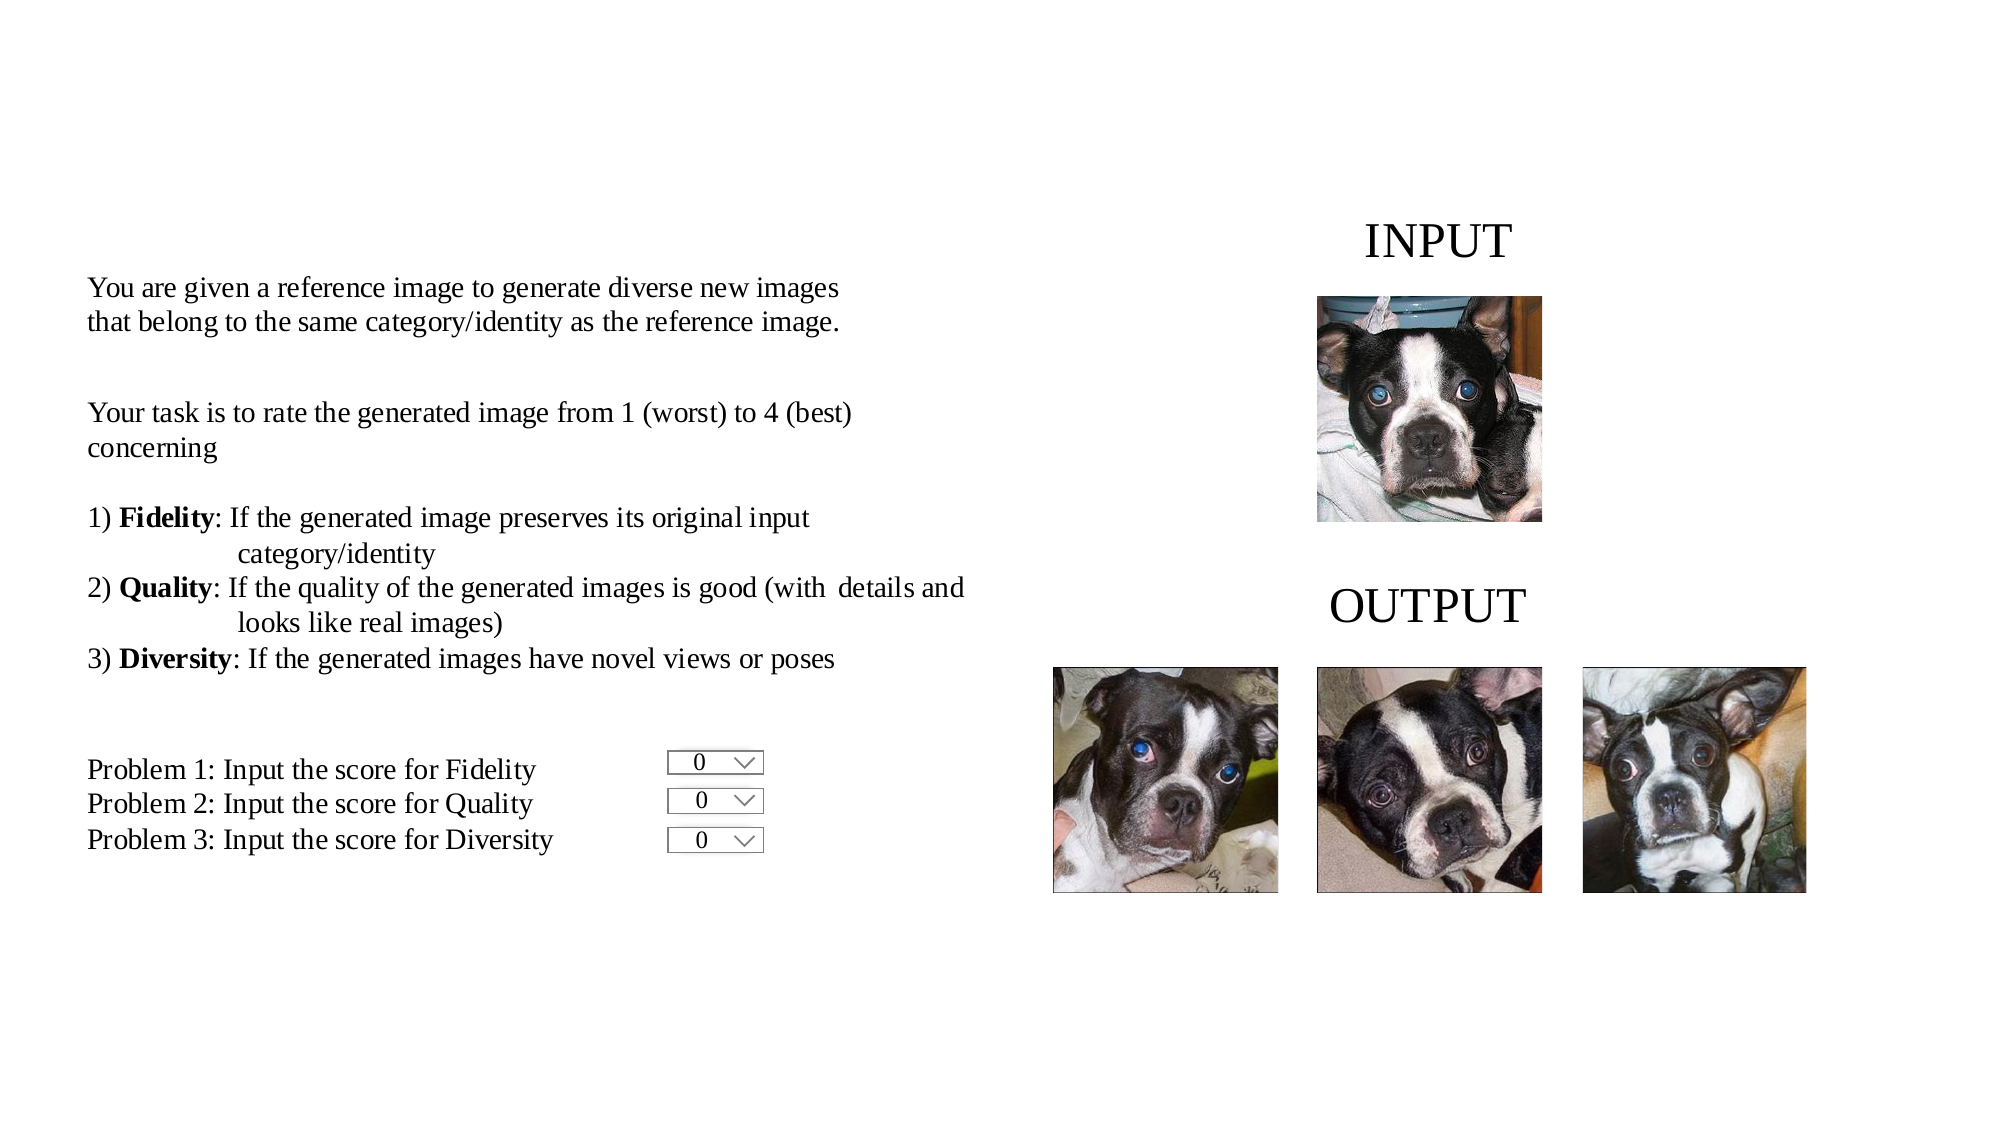 You are given a reference image to generate diverse new images
that belong to the same category/identity as the reference image.
Your task is to rate the generated image from 1 (worst) to 4 (best)
concerning
1) Fidelity: If the generated image preserves its original input
category/identity
2) Quality: If the quality of the generated images is good (with details and
looks like real images)
3) Diversity: If the generated images have novel views or poses
Problem 1: Input the score for Fidelity 0
Problem 2: Input the score for Quality 0
Problem 3: Input the score for Diversity 0
INPUT
OUTPUT